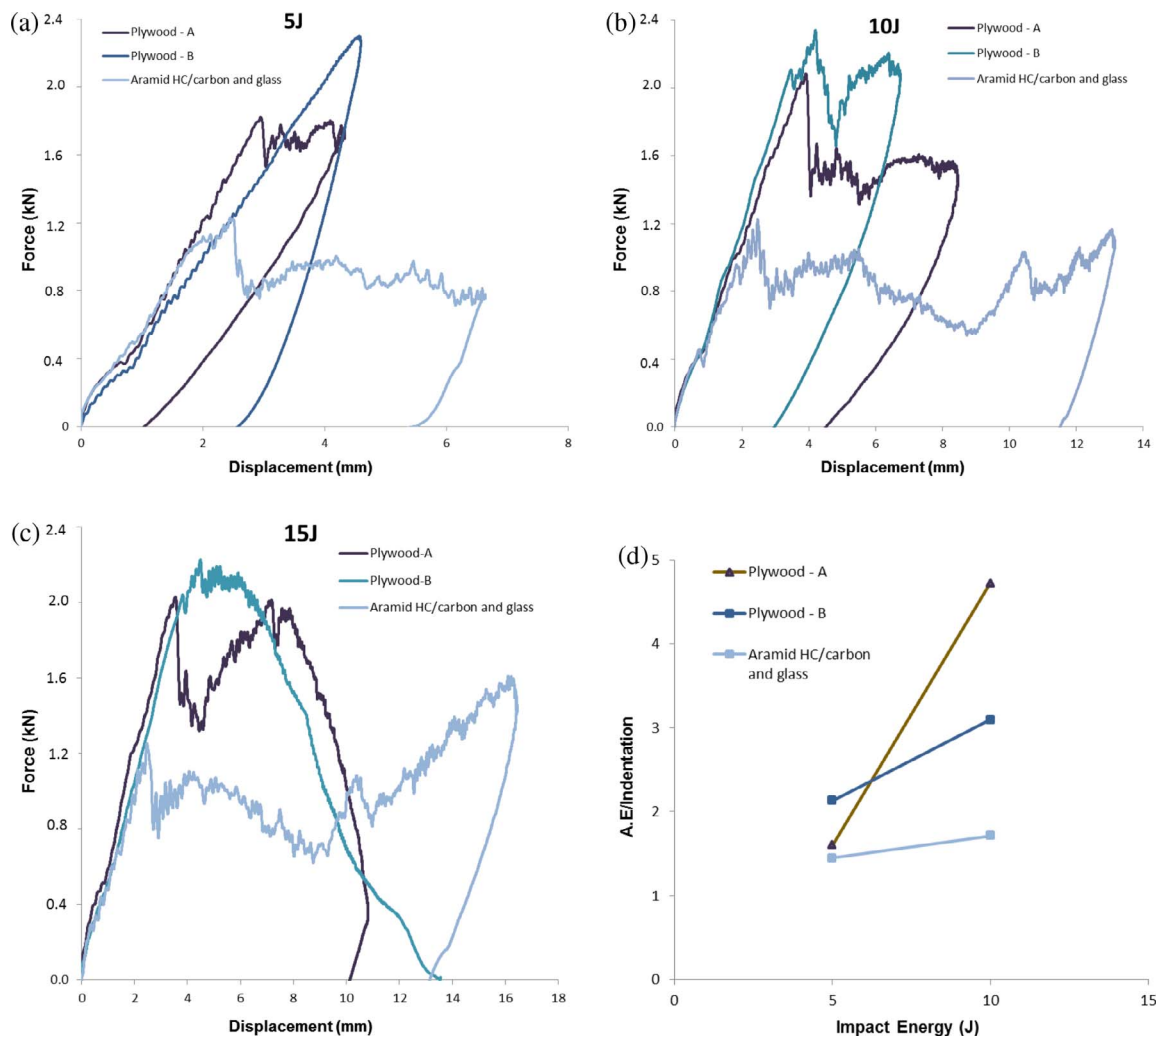 (a)
5J
2.4
2.0
1.6
1.2
0.8
0.4
0
Force (kN)
Plywood - A
Plywood - B
Aramid HC/carbon and glass
0 2 4 6 8
Displacement (mm)
(b)
10J
2.4
2.0
1.6
1.2
0.8
0.4
0.0
Force (kN)
Plywood - A
Plywood - B
Aramid HC/carbon and glass
0 2 4 6 8 10 12 14
Displacement (mm)
(c)
15J
2.4
2.0
1.6
1.2
0.8
0.4
0.0
Force (kN)
Plywood-A
Plywood-B
Aramid HC/carbon and glass
0 2 4 6 8 10 12 14 16 18
Displacement (mm)
(d)
5
4
3
2
1
0
A.E/Indentation
Plywood - A
Plywood - B
Aramid HC/carbon
and glass
0 5 10 15
Impact Energy (J)